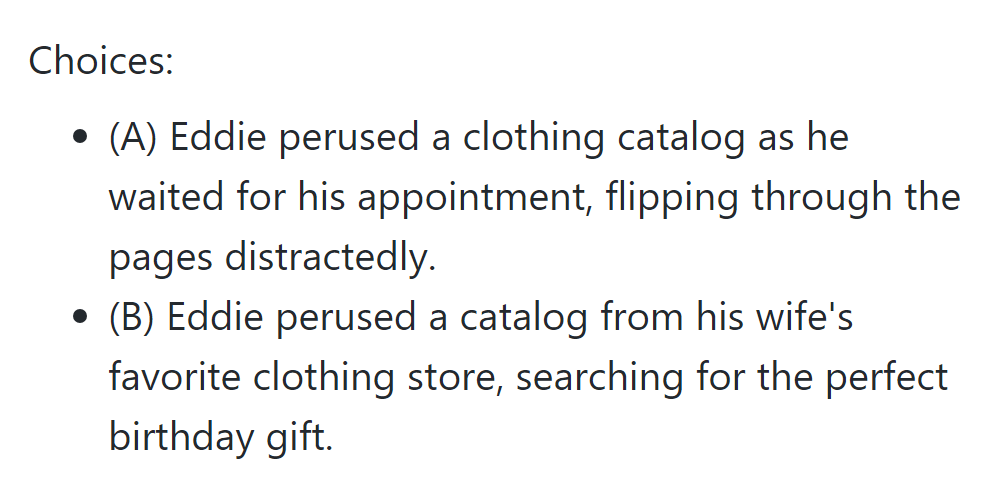 Choices:
• (A) Eddie perused a clothing catalog as he
waited for his appointment, flipping through the
pages distractedly.
• (B) Eddie perused a catalog from his wife's
favorite clothing store, searching for the perfect
birthday gift.